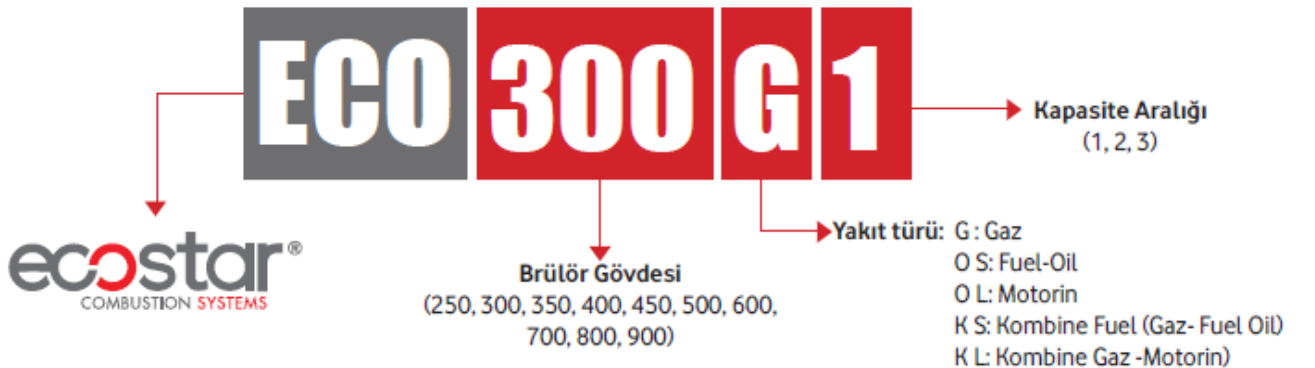 ECO 300 G 1
Kapasite Aralığı
(1, 2, 3)
ecostar®
COMBUSTION SYSTEMS
Brülör Gövdesi
(250, 300, 350, 400, 450, 500, 600,
700, 800, 900)
Yakıt türü: G : Gaz
O S: Fuel-Oil
O L: Motorin
K S: Kombine Fuel (Gaz- Fuel Oil)
K L: Kombine Gaz -Motorin)